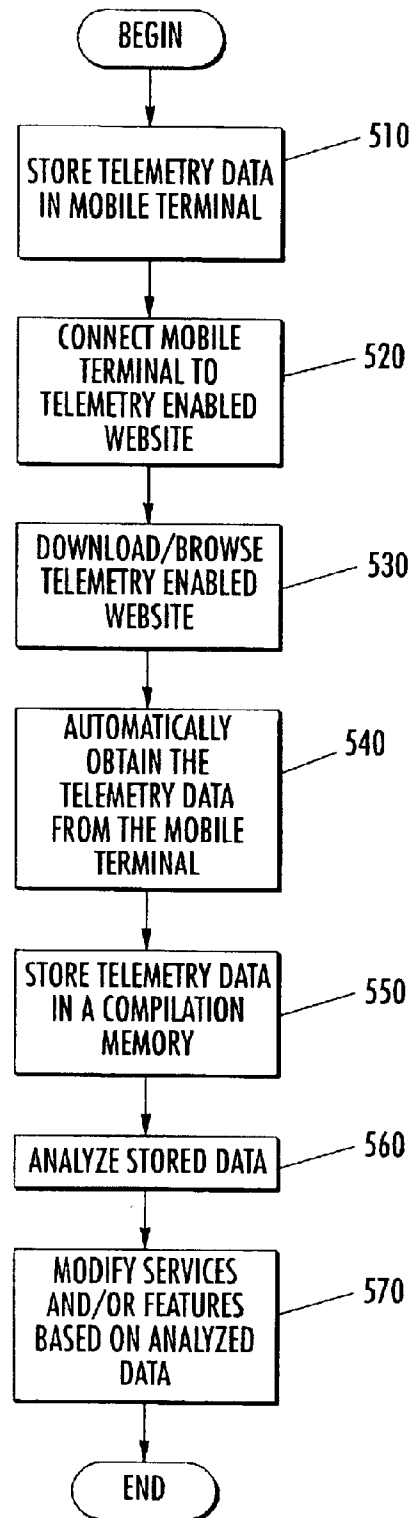 BEGIN
STORE TELEMETRY DATA
IN MOBILE TERMINAL
510
CONNECT MOBILE
TERMINAL TO
TELEMETRY ENABLED
WEBSITE
520
DOWNLOAD/BROWSE
TELEMETRY ENABLED
WEBSITE
530
AUTOMATICALLY
OBTAIN THE
TELEMETRY DATA
FROM THE MOBILE
TERMINAL
540
STORE TELEMETRY DATA
IN A COMPILATION
MEMORY
550
ANALYZE STORED DATA
560
MODIFY SERVICES
AND/OR FEATURES
BASED ON ANALYZED
DATA
570
END